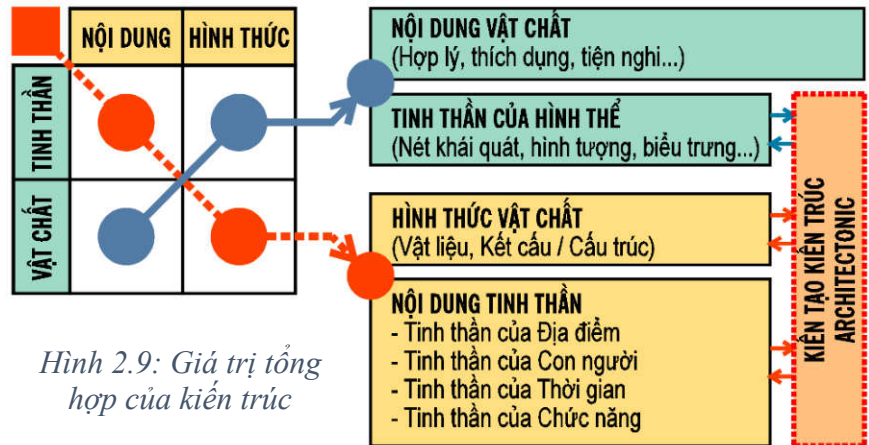 NỘI DUNG
HÌNH THỨC
TINH THẦN
VẬT CHẤT
NỘI DUNG VẬT CHẤT
(Hợp lý, thích dụng, tiện nghi...)
TINH THẦN CỦA HÌNH THỂ
(Nét khái quát, hình tượng, biểu trưng...)
HÌNH THỨC VẬT CHẤT
(Vật liệu, Kết cấu / Cấu trúc)
NỘI DUNG TINH THẦN
- Tinh thần của Địa điểm
- Tinh thần của Con người
- Tinh thần của Thời gian
- Tinh thần của Chức năng
KIẾN TẠO KIẾN TRÚC
ARCHITECTONIC
Hình 2.9: Giá trị tổng
hợp của kiến trúc